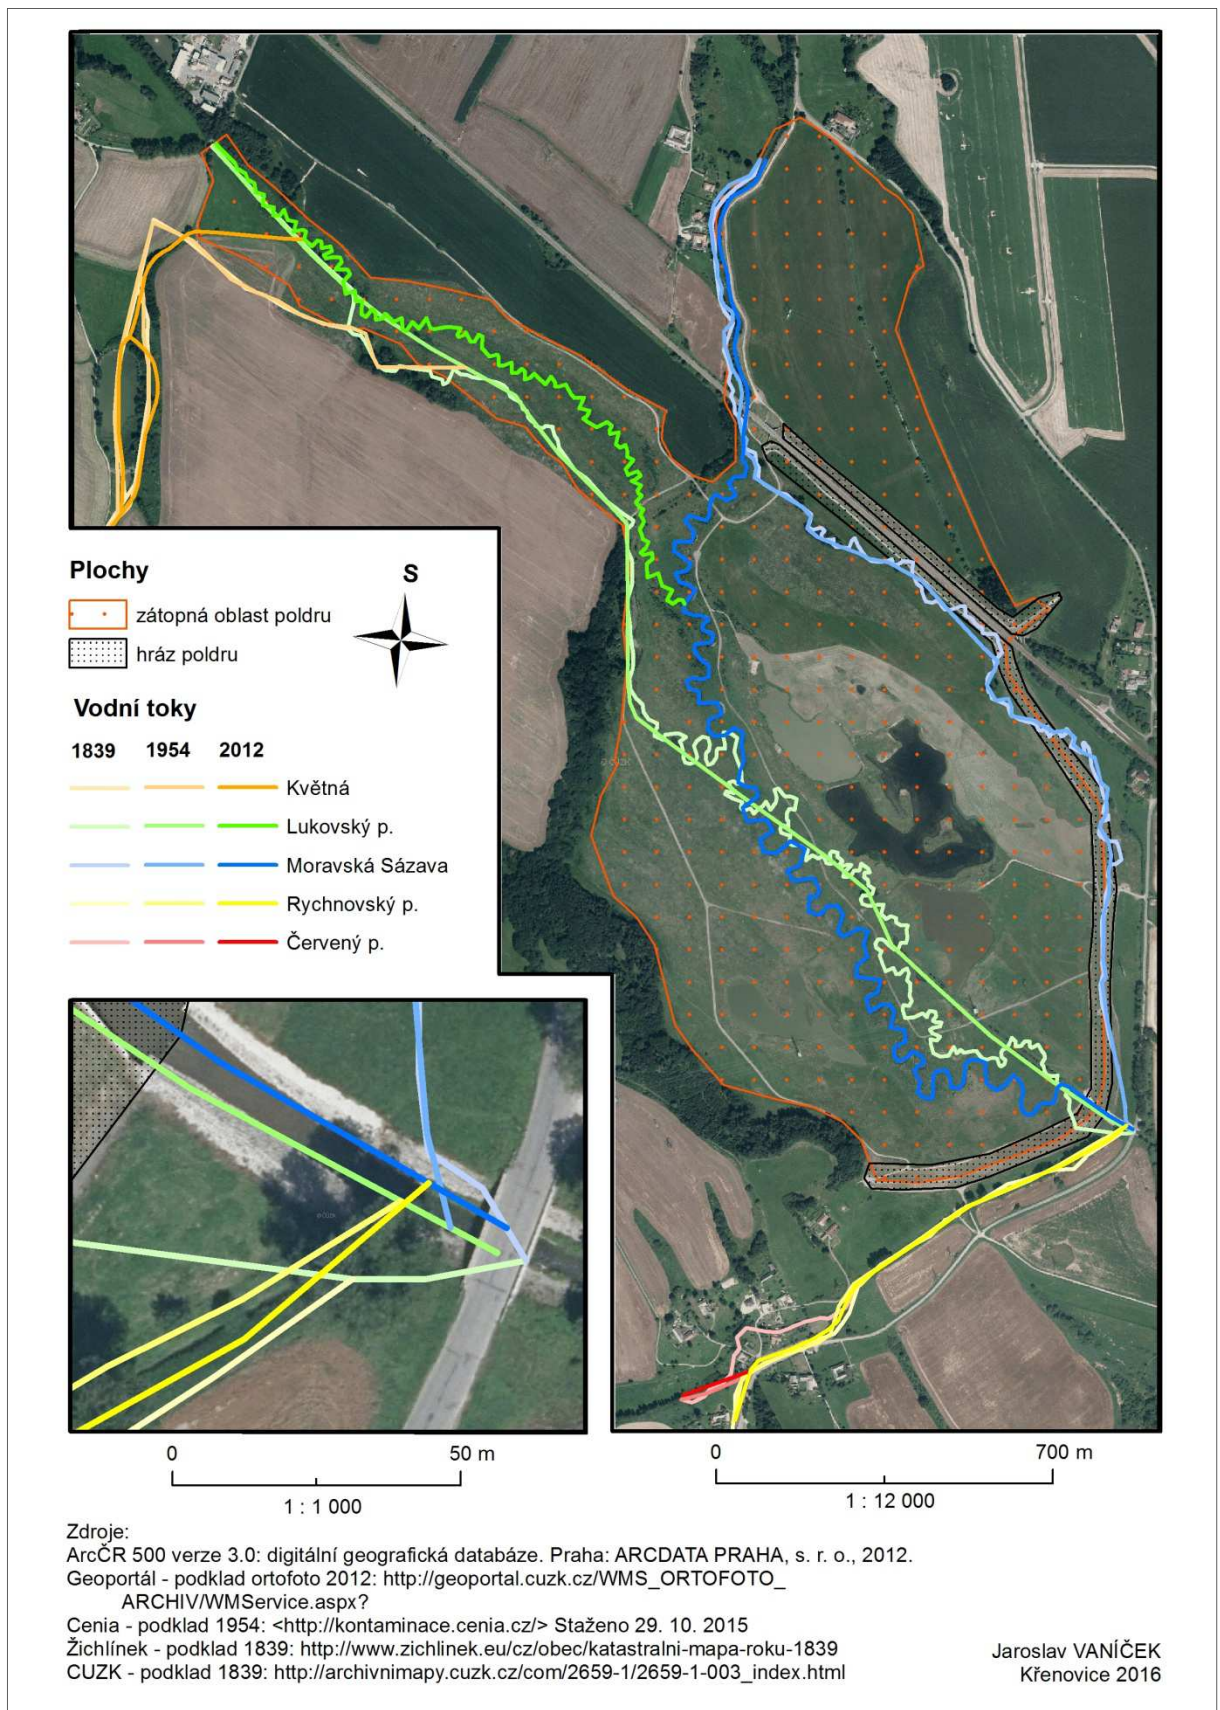 Plochy
S
zátopná oblast poldru
hráz poldru
Vodní toky
1839 1954 2012
Květná
Lukovský p.
Moravská Sázava
Rychnovský p.
Červený p.
0 50 m
1 : 1 000
0 700 m
1 : 12 000
Zdroje:
ArcČR 500 verze 3.0: digitální geografická databáze. Praha: ARCDATA PRAHA, s. r. o., 2012.
Geoportál - podklad ortofoto 2012: http://geoportal.cuzk.cz/WMS_ORTOFOTO_
ARCHIV/WMService.aspx?
Cenia - podklad 1954: <http://kontaminace.cenia.cz/> Staženo 29. 10. 2015
Žichlínek - podklad 1839: http://www.zichlinek.eu/cz/obec/katastralni-mapa-roku-1839
CUZK - podklad 1839: http://archivnimapy.cuzk.cz/com/2659-1/2659-1-003_index.html
Jaroslav VANÍČEK
Křenovice 2016